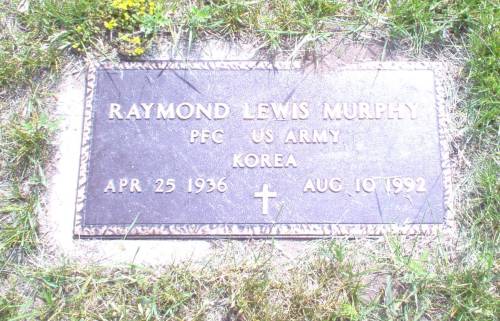 RAYMOND LEWIS MURPHY
PFC US ARMY
KOREA
APR 25 1936 AUG 10 1992